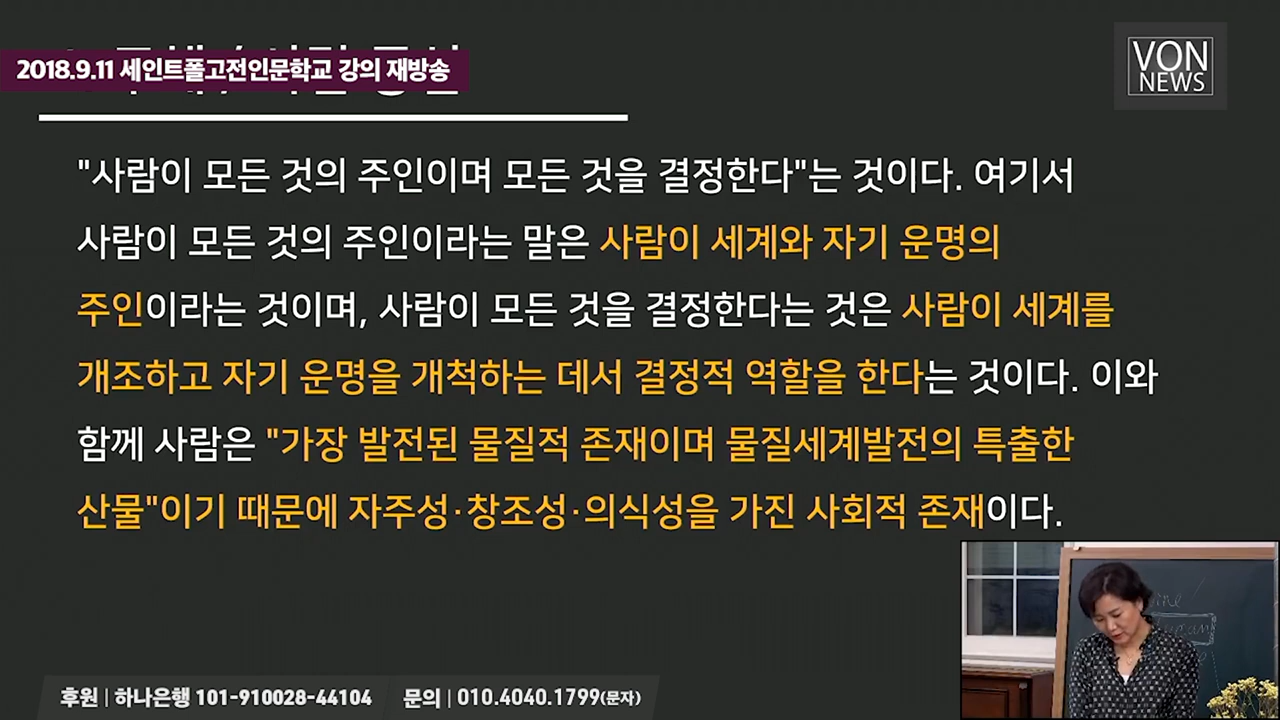 2018.9.11 세인트폴고전인문학교 강의 재방송
VON
NEWS
"사람이 모든 것의 주인이며 모든 것을 결정한다"는 것이다. 여기서
사람이 모든 것의 주인이라는 말은 사람이 세계와 자기 운명의
주인이라는 것이며, 사람이 모든 것을 결정한다는 것은 사람이 세계를
개조하고 자기 운명을 개척하는 데서 결정적 역할을 한다는 것이다. 이와
함께 사람은 "가장 발전된 물질적 존재이며 물질세계발전의 특출한
산물"이기 때문에 자주성·창조성·의식성을 가진 사회적 존재이다.
후원 | 하나은행 101-910028-44104 문의 | 010.4040.1799(문자)